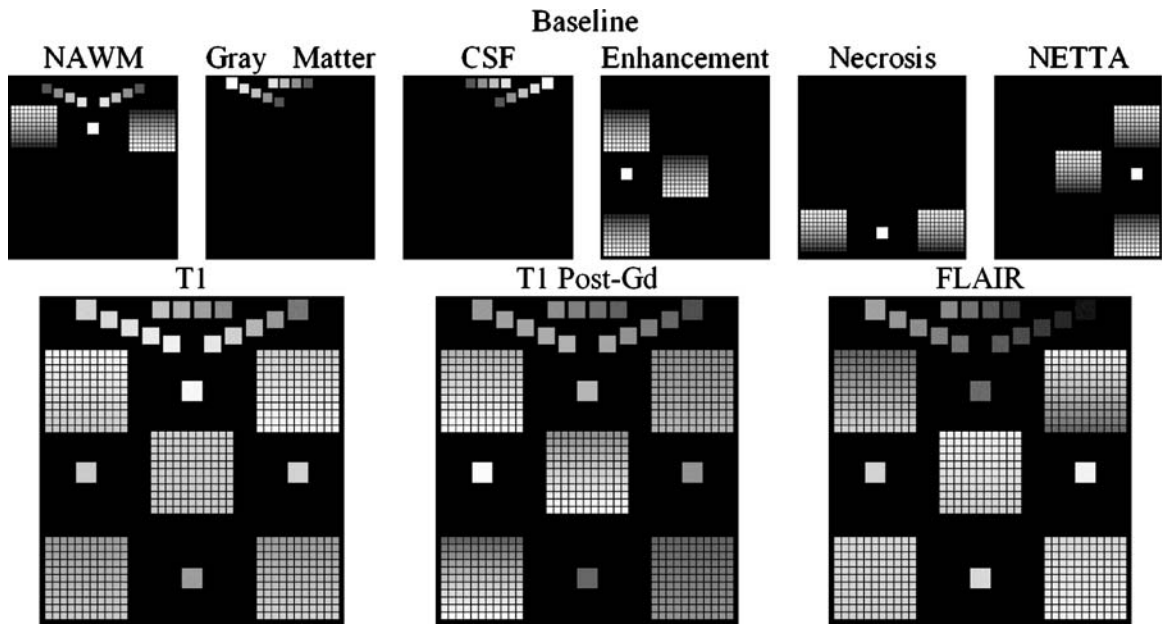 Baseline
NAWM Gray Matter CSF Enhancement Necrosis NETTA
T1 T1 Post-Gd FLAIR